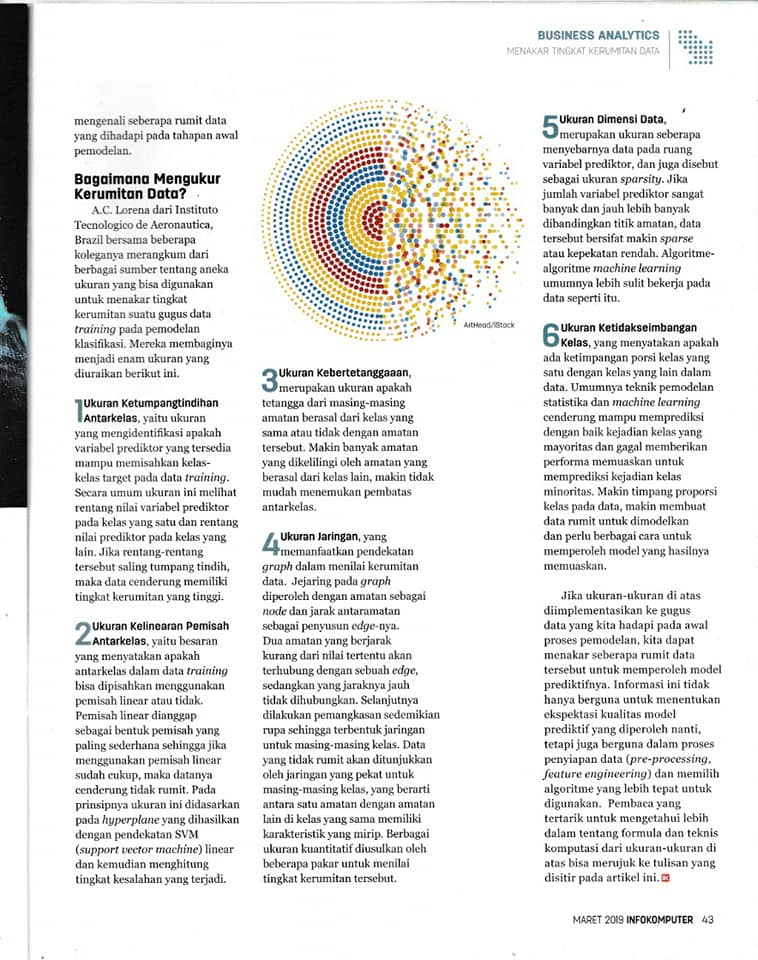 BUSINESS ANALYTICS
MENAKAR TINGKAT KERUMITAN DATA
mengenali seberapa rumit data
yang dihadapi pada tahapan awal
pemodelan.
Bagaimana Mengukur
Kerumitan Data?
A.C. Lorena dari Instituto
Tecnologico de Aeronautica,
Brazil bersama beberapa
koleganya merangkum dari
berbagai sumber tentang aneka
ukuran yang bisa digunakan
untuk menakar tingkat
kerumitan suatu gugus data
training pada pemodelan
klasifikasi. Mereka membaginya
menjadi enam ukuran yang
diuraikan berikut ini.
1 Ukuran Ketumpangtindihan
Antarkelas, yaitu ukuran
yang mengidentifikasi apakah
variabel prediktor yang tersedia
mampu memisahkan kelas-
kelas target pada data training.
Secara umum ukuran ini melihat
rentang nilai variabel prediktor
pada kelas yang satu dan rentang
nilai prediktor pada kelas yang
lain. Jika rentang-rentang
tersebut saling tumpang tindih,
maka data cenderung memiliki
tingkat kerumitan yang tinggi.
2 Ukuran Kelinearan Pemisah
Antarkelas, yaitu besaran
yang menyatakan apakah
antarkelas dalam data training
bisa dipisahkan menggunakan
pemisah linear atau tidak.
Pemisah linear dianggap
sebagai bentuk pemisah yang
paling sederhana sehingga jika
menggunakan pemisah linear
sudah cukup, maka datanya
cenderung tidak rumit. Pada
prinsipnya ukuran ini didasarkan
pada hyperplane yang dihasilkan
dengan pendekatan SVM
(support vector machine) linear
dan kemudian menghitung
tingkat kesalahan yang terjadi.
ArtHead/iStock
3 Ukuran Kebertetanggaaan,
merupakan ukuran apakah
tetangga dari masing-masing
amatan berasal dari kelas yang
sama atau tidak dengan amatan
tersebut. Makin banyak amatan
yang dikelilingi oleh amatan yang
berasal dari kelas lain, makin tidak
mudah menemukan pembatas
antarkelas.
4 Ukuran Jaringan, yang
memanfaatkan pendekatan
graph dalam menilai kerumitan
data. Jejaring pada graph
diperoleh dengan amatan sebagai
node dan jarak antaramatan
sebagai penyusun edge-nya.
Dua amatan yang berjarak
kurang dari nilai tertentu akan
terhubung dengan sebuah edge,
sedangkan yang jaraknya jauh
tidak dihubungkan. Selanjutnya
dilakukan pemangkasan sedemikian
rupa sehingga terbentuk jaringan
untuk masing-masing kelas. Data
yang tidak rumit akan ditunjukkan
oleh jaringan yang pekat untuk
masing-masing kelas, yang berarti
antara satu amatan dengan amatan
lain di kelas yang sama memiliki
karakteristik yang mirip. Berbagai
ukuran kuantitatif diusulkan oleh
beberapa pakar untuk menilai
tingkat kerumitan tersebut.
5 Ukuran Dimensi Data,
merupakan ukuran seberapa
menyebarnya data pada ruang
variabel prediktor, dan juga disebut
sebagai ukuran sparsity. Jika
jumlah variabel prediktor sangat
banyak dan jauh lebih banyak
dibandingkan titik amatan, data
tersebut bersifat makin sparse
atau kepekatan rendah. Algoritme-
algoritme machine learning
umumnya lebih sulit bekerja pada
data seperti itu.
6 Ukuran Ketidakseimbangan
Kelas, yang menyatakan apakah
ada ketimpangan porsi kelas yang
satu dengan kelas yang lain dalam
data. Umumnya teknik pemodelan
statistika dan machine learning
cenderung mampu memprediksi
dengan baik kejadian kelas yang
mayoritas dan gagal memberikan
performa memuaskan untuk
memprediksi kejadian kelas
minoritas. Makin timpang proporsi
kelas pada data, makin membuat
data rumit untuk dimodelkan
dan perlu berbagai cara untuk
memperoleh model yang hasilnya
memuaskan.
Jika ukuran-ukuran di atas
diimplementasikan ke gugus
data yang kita hadapi pada awal
proses pemodelan, kita dapat
menakar seberapa rumit data
tersebut untuk memperoleh model
prediktifnya. Informasi ini tidak
hanya berguna untuk menentukan
ekspektasi kualitas model
prediktif yang diperoleh nanti,
tetapi juga berguna dalam proses
penyiapan data (pre-processing,
feature engineering) dan memilih
algoritme yang lebih tepat untuk
digunakan. Pembaca yang
tertarik untuk mengetahui lebih
dalam tentang formula dan teknis
komputasi dari ukuran-ukuran di
atas bisa merujuk ke tulisan yang
disitir pada artikel ini.
MARET 2019 INFOKOMPUTER 43